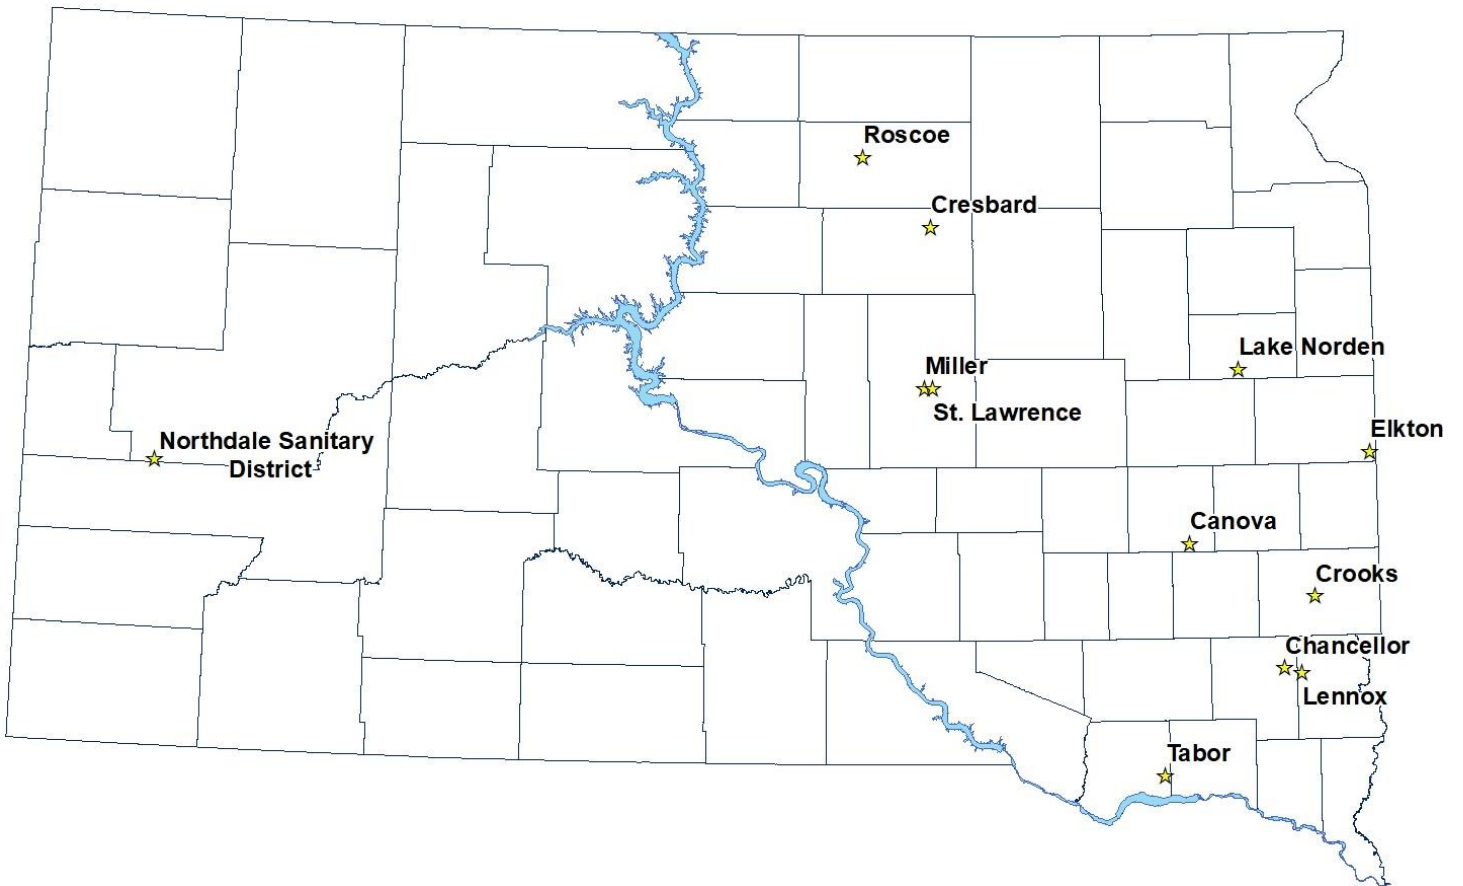 Roscoe
Cresbard
Lake Norden
Miller
St. Lawrence
Elkton
Northdale Sanitary
District
Canova
Crooks
Chancellor
Lennox
Tabor